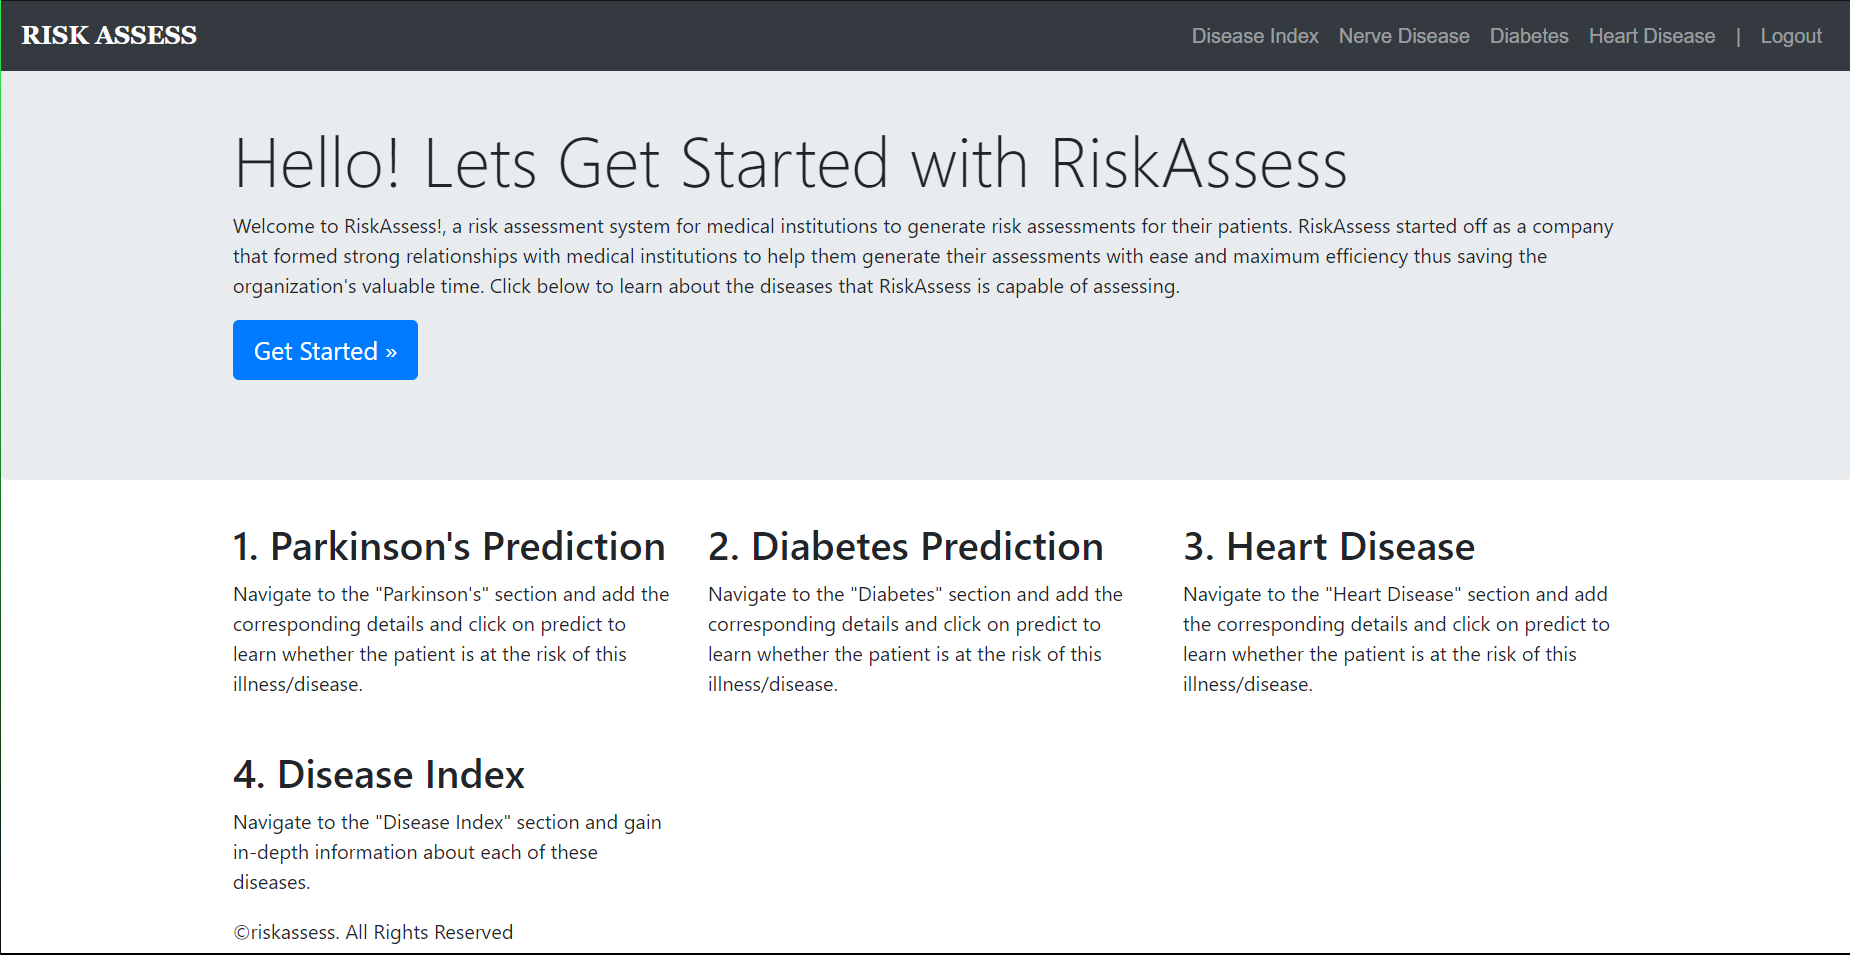 RISK ASSESS
Disease Index Nerve Disease Diabetes Heart Disease | Logout
Hello! Lets Get Started with RiskAssess
Welcome to RiskAssess!, a risk assessment system for medical institutions to generate risk assessments for their patients. RiskAssess started off as a company
that formed strong relationships with medical institutions to help them generate their assessments with ease and maximum efficiency thus saving the
organization's valuable time. Click below to learn about the diseases that RiskAssess is capable of assessing.
Get Started »
1. Parkinson's Prediction
Navigate to the "Parkinson's" section and add the
corresponding details and click on predict to
learn whether the patient is at the risk of this
illness/disease.
2. Diabetes Prediction
Navigate to the "Diabetes" section and add the
corresponding details and click on predict to
learn whether the patient is at the risk of this
illness/disease.
3. Heart Disease
Navigate to the "Heart Disease" section and add
the corresponding details and click on predict to
learn whether the patient is at the risk of this
illness/disease.
4. Disease Index
Navigate to the "Disease Index" section and gain
in-depth information about each of these
diseases.
©riskassess. All Rights Reserved